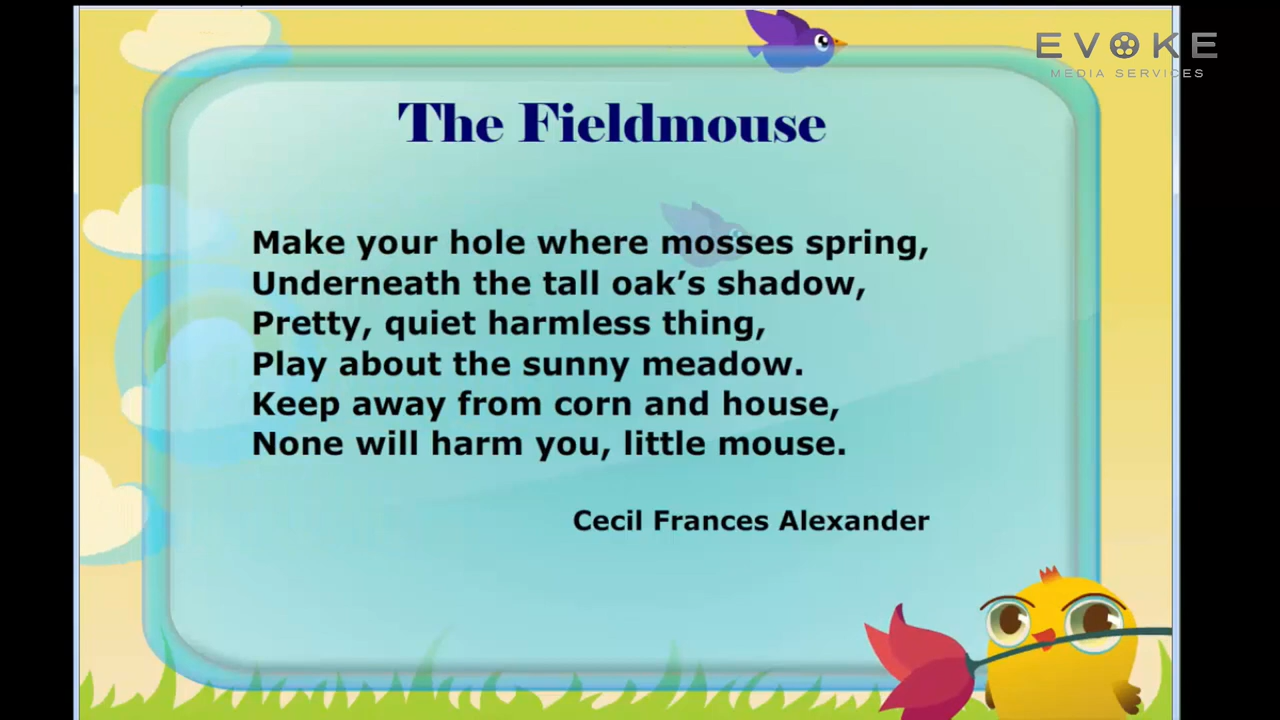 EVOKE
MEDIA SERVICES
The Fieldmouse
Make your hole where mosses spring,
Underneath the tall oak’s shadow,
Pretty, quiet harmless thing,
Play about the sunny meadow.
Keep away from corn and house,
None will harm you, little mouse.
Cecil Frances Alexander